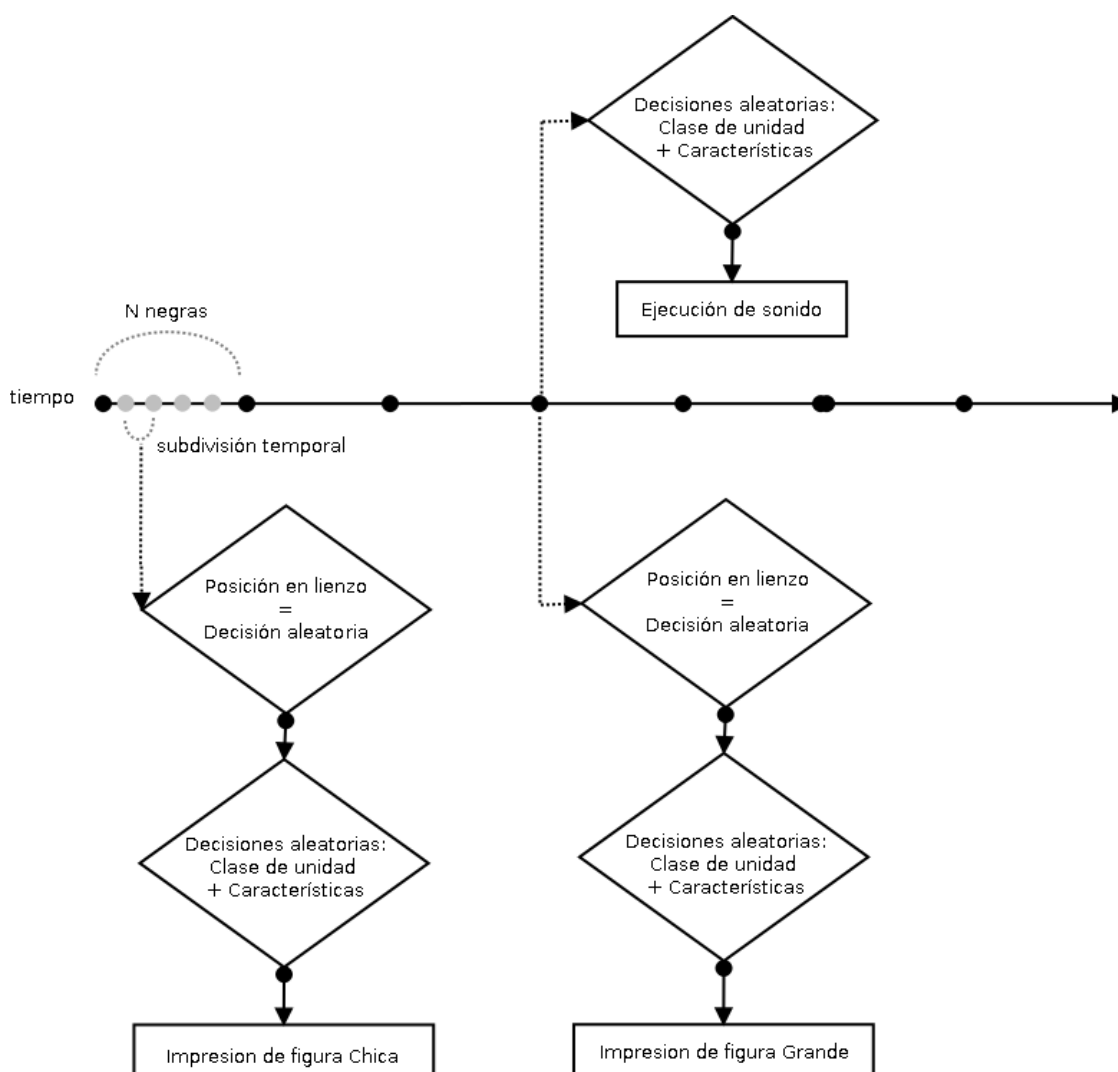 Decisiones aleatorias:
Clase de unidad
+ Características
Ejecución de sonido
N negras
tiempo
subdivisión temporal
Posición en lienzo
=
Decisión aleatoria
Decisiones aleatorias:
Clase de unidad
+ Características
Impresion de figura Chica
Posición en lienzo
=
Decisión aleatoria
Decisiones aleatorias:
Clase de unidad
+ Características
Impresion de figura Grande